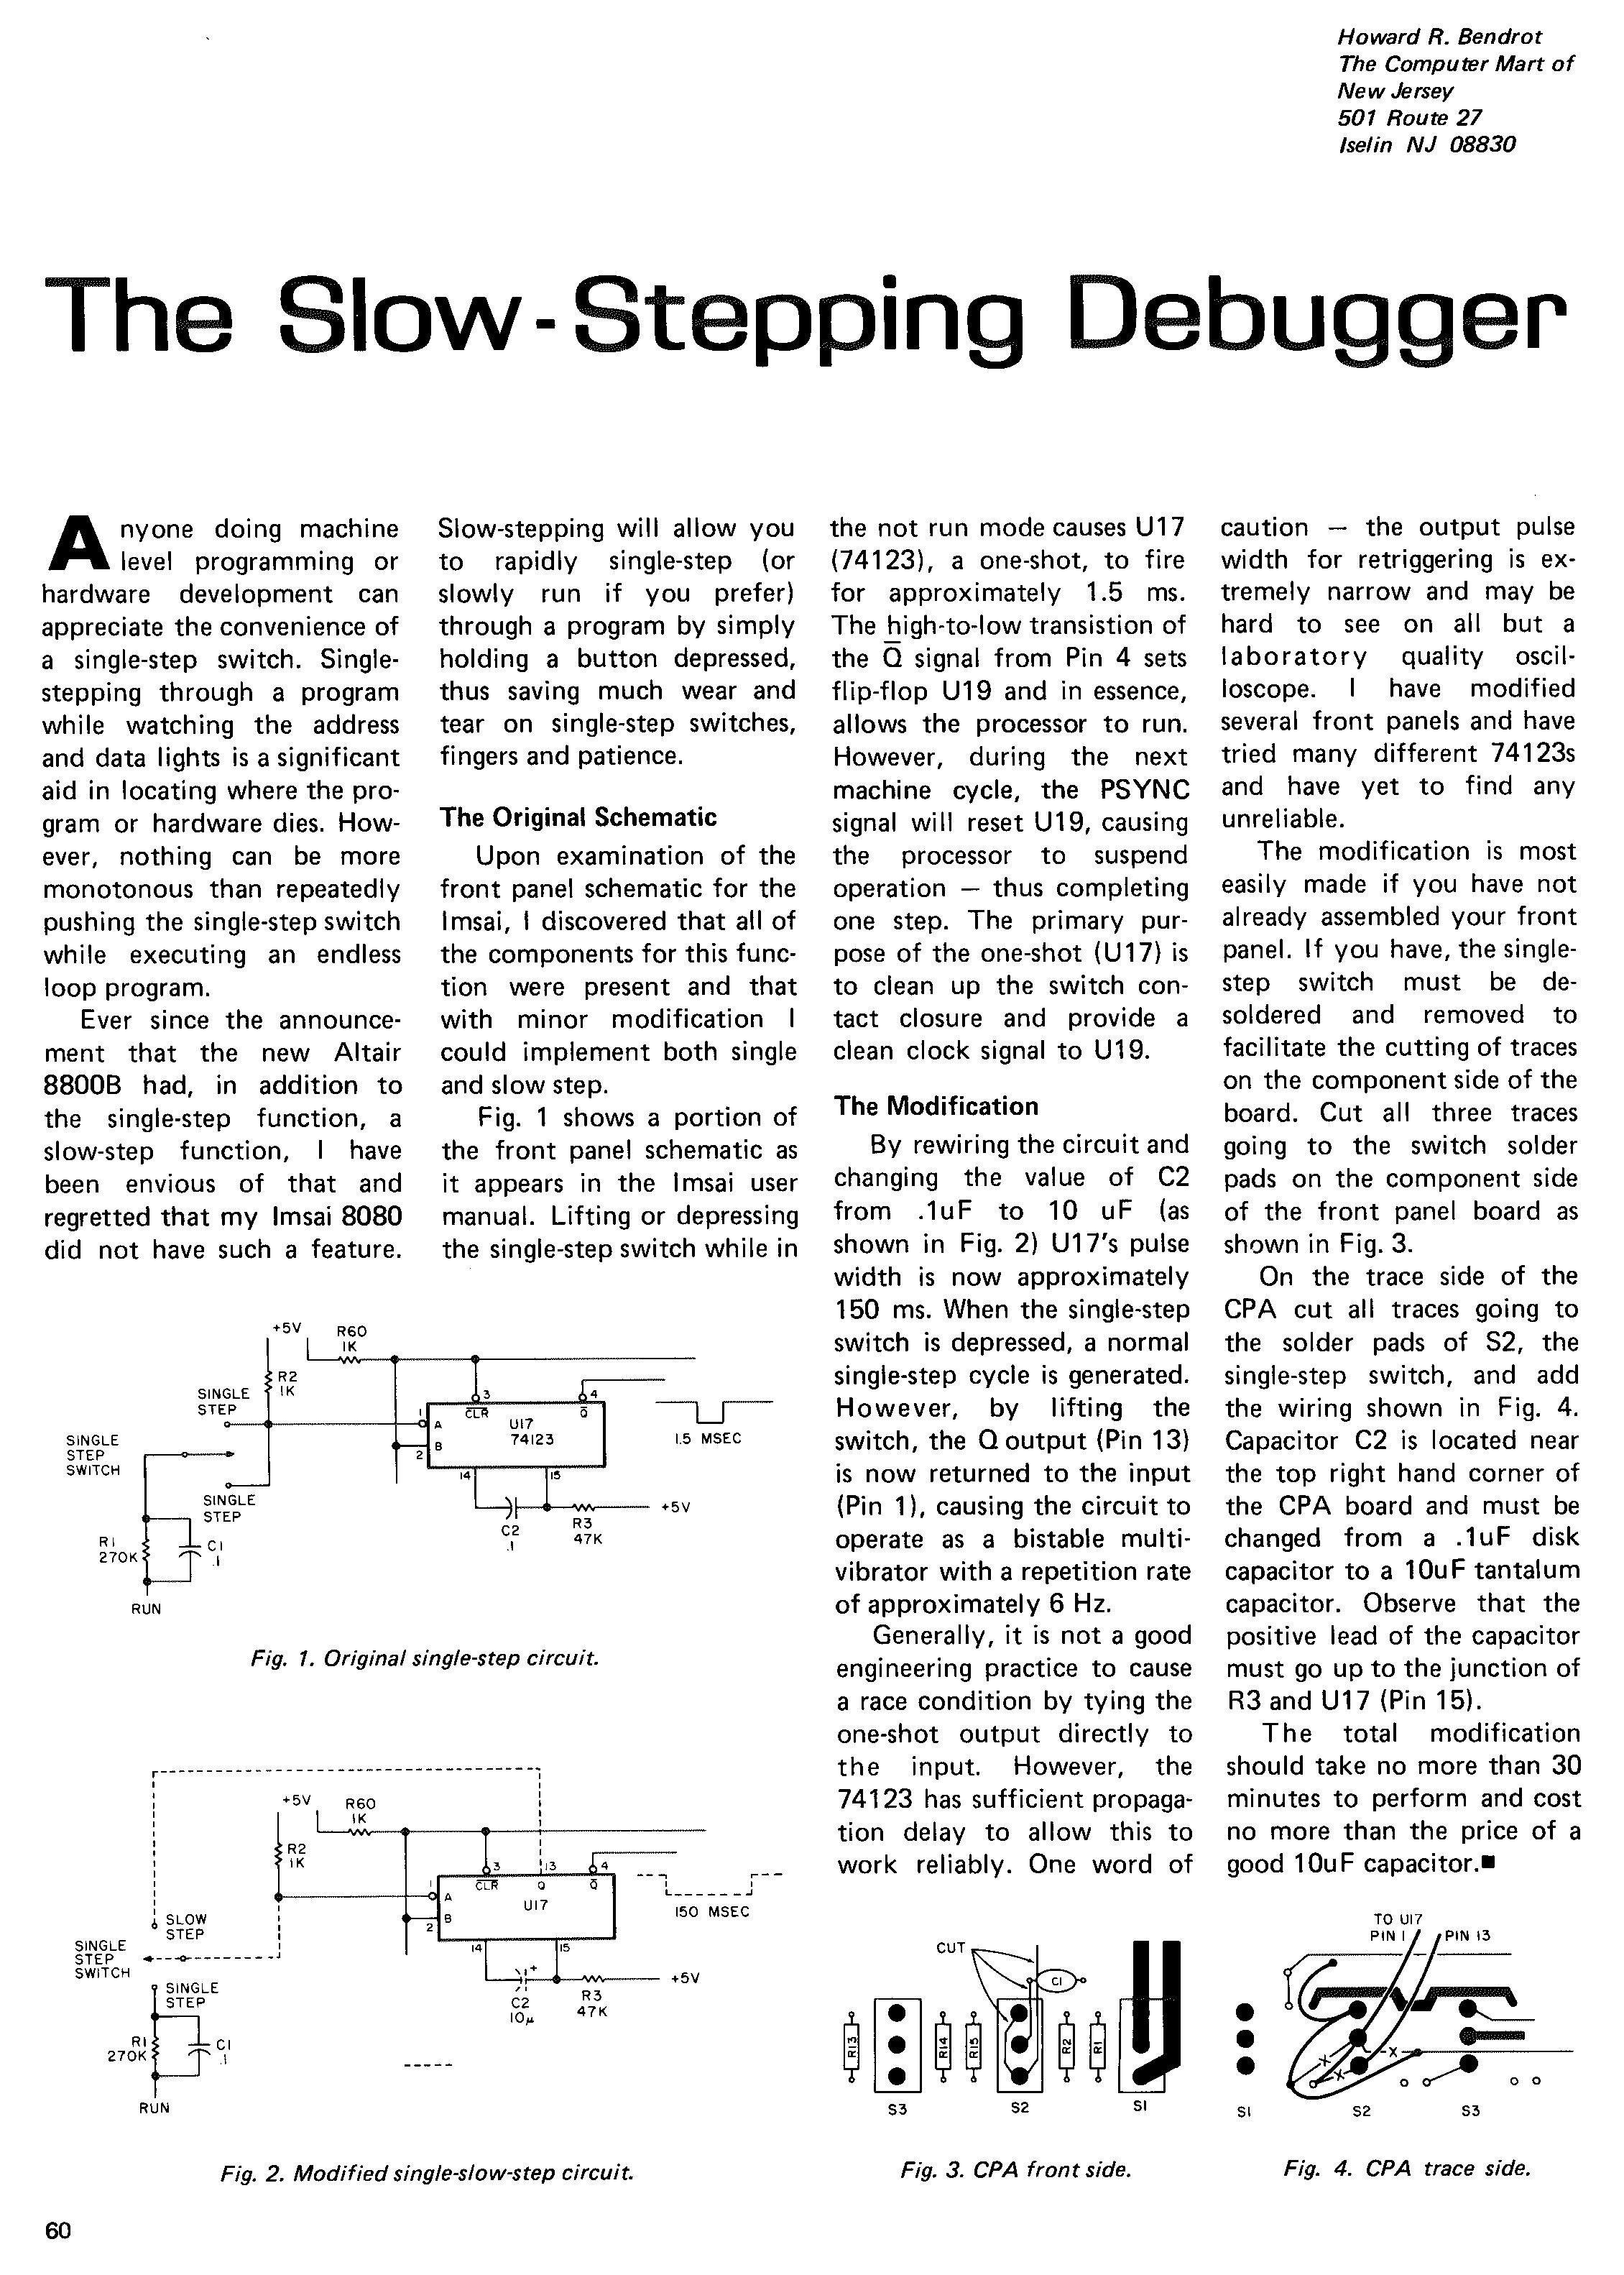 Howard R. Bendrot
The Computer Mart of
New Jersey
501 Route 27
Iselin NJ 08830
The Slow-Stepping Debugger
Anyone doing machine
level programming or
hardware development can
appreciate the convenience of
a single-step switch. Single-
stepping through a program
while watching the address
and data lights is a significant
aid in locating where the pro-
gram or hardware dies. How-
ever, nothing can be more
monotonous than repeatedly
pushing the single-step switch
while executing an endless
loop program.
Ever since the announce-
ment that the new Altair
8800B had, in addition to
the single-step function, a
slow-step function, I have
been envious of that and
regretted that my Imsai 8080
did not have such a feature.
Slow-stepping will allow you
to rapidly single-step (or
slowly run if you prefer)
through a program by simply
holding a button depressed,
thus saving much wear and
tear on single-step switches,
fingers and patience.
The Original Schematic
Upon examination of the
front panel schematic for the
Imsai, I discovered that all of
the components for this func-
tion were present and that
with minor modification I
could implement both single
and slow step.
Fig. 1 shows a portion of
the front panel schematic as
it appears in the Imsai user
manual. Lifting or depressing
the single-step switch while in
the not run mode causes U17
(74123), a one-shot, to fire
for approximately 1.5 ms.
The high-to-low transistion of
the Q̅ signal from Pin 4 sets
flip-flop U19 and in essence,
allows the processor to run.
However, during the next
machine cycle, the PSYNC
signal will reset U19, causing
the processor to suspend
operation — thus completing
one step. The primary pur-
pose of the one-shot (U17) is
to clean up the switch con-
tact closure and provide a
clean clock signal to U19.
The Modification
By rewiring the circuit and
changing the value of C2
from .1uF to 10 uF (as
shown in Fig. 2) U17's pulse
width is now approximately
150 ms. When the single-step
switch is depressed, a normal
single-step cycle is generated.
However, by lifting the
switch, the Q output (Pin 13)
is now returned to the input
(Pin 1), causing the circuit to
operate as a bistable multi-
vibrator with a repetition rate
of approximately 6 Hz.
Generally, it is not a good
engineering practice to cause
a race condition by tying the
one-shot output directly to
the input. However, the
74123 has sufficient propaga-
tion delay to allow this to
work reliably. One word of
caution — the output pulse
width for retriggering is ex-
tremely narrow and may be
hard to see on all but a
laboratory quality oscil-
loscope. I have modified
several front panels and have
tried many different 74123s
and have yet to find any
unreliable.
The modification is most
easily made if you have not
already assembled your front
panel. If you have, the single-
step switch must be de-
soldered and removed to
facilitate the cutting of traces
on the component side of the
board. Cut all three traces
going to the switch solder
pads on the component side
of the front panel board as
shown in Fig. 3.
On the trace side of the
CPA cut all traces going to
the solder pads of S2, the
single-step switch, and add
the wiring shown in Fig. 4.
Capacitor C2 is located near
the top right hand corner of
the CPA board and must be
changed from a .1uF disk
capacitor to a 10uF tantalum
capacitor. Observe that the
positive lead of the capacitor
must go up to the junction of
R3 and U17 (Pin 15).
The total modification
should take no more than 30
minutes to perform and cost
no more than the price of a
good 10uF capacitor.■
+5V
R60
1K
R2
1K
SINGLE
STEP
SINGLE
STEP
SWITCH
SINGLE
STEP
R1
270K
C1
.1
RUN
1
A
2
B
3
CLR
4
Q̅
U17
74123
14
15
C2
.1
R3
47K
+5V
1.5 MSEC
Fig. 1. Original single-step circuit.
+5V
R60
1K
R2
1K
SLOW
STEP
SINGLE
STEP
SWITCH
SINGLE
STEP
R1
270K
C1
.1
RUN
1
A
2
B
3
CLR
13
Q
4
Q̅
U17
14
15
+
C2
10µ
R3
47K
+5V
150 MSEC
Fig. 2. Modified single-slow-step circuit.
CUT
C1
R13
R14
R15
R2
R1
S3
S2
S1
Fig. 3. CPA front side.
TO U17
PIN 1
PIN 13
X
X
X
S1
S2
S3
Fig. 4. CPA trace side.
60